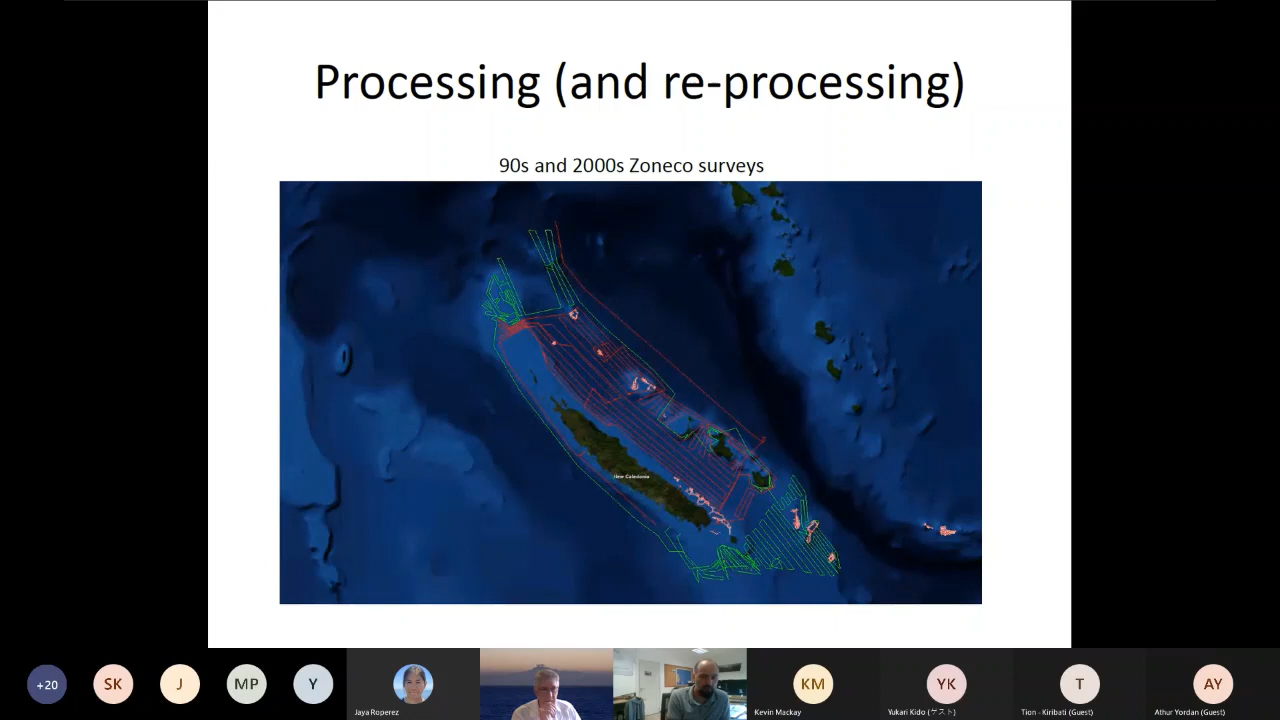 Processing (and re-processing)
90s and 2000s Zoneco surveys
New Caledonia
+20
SK
J
MP
Y
KM
YK
T
AY
Jaya Roperez
Kevin Mackay
Yukari Kido (ゲスト)
Tion - Kiribati (Guest)
Athur Yordan (Guest)